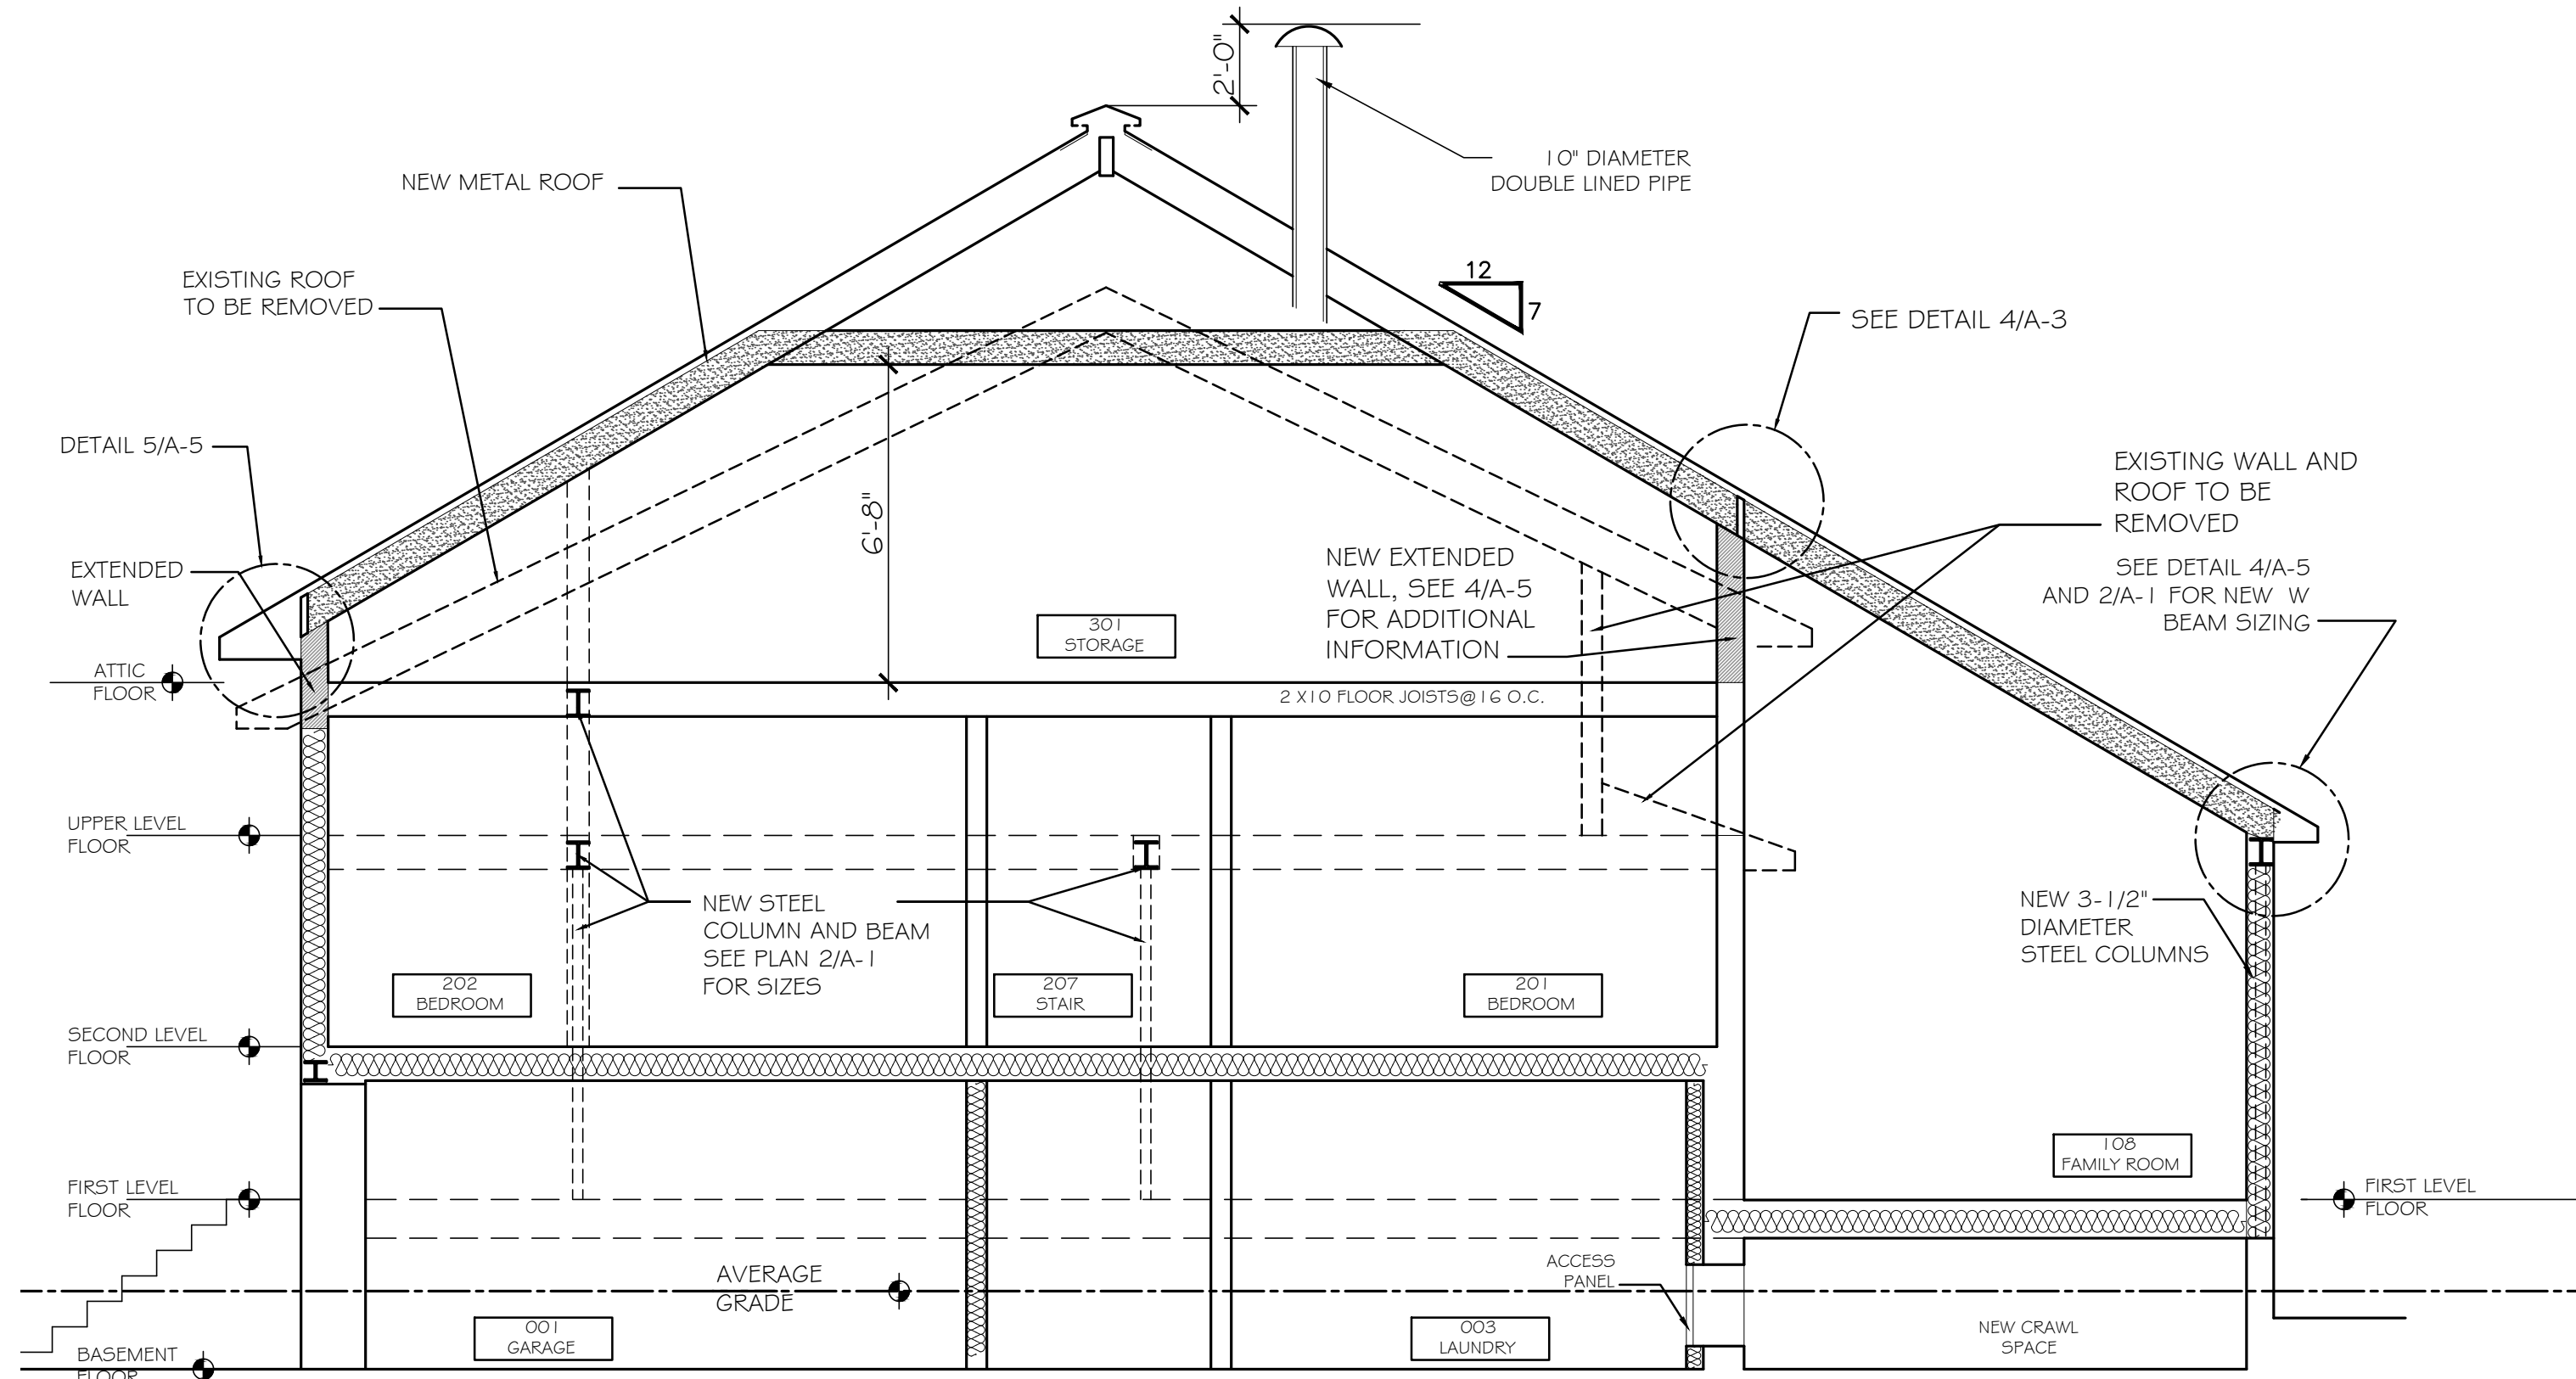 2'-0"
10" DIAMETER
DOUBLE LINED PIPE
NEW METAL ROOF
EXISTING ROOF
TO BE REMOVED
12
7
SEE DETAIL 4/A-3
DETAIL 5/A-5
EXISTING WALL AND
ROOF TO BE
REMOVED
6'-8"
EXTENDED
WALL
NEW EXTENDED
WALL, SEE 4/A-5
FOR ADDITIONAL
INFORMATION
SEE DETAIL 4/A-5
AND 2/A-1 FOR NEW W
BEAM SIZING
301
STORAGE
ATTIC
FLOOR
2 X10 FLOOR JOISTS@16 O.C.
UPPER LEVEL
FLOOR
NEW STEEL
COLUMN AND BEAM
SEE PLAN 2/A-1
FOR SIZES
NEW 3-1/2"
DIAMETER
STEEL COLUMNS
202
BEDROOM
207
STAIR
201
BEDROOM
SECOND LEVEL
FLOOR
108
FAMILY ROOM
FIRST LEVEL
FLOOR
FIRST LEVEL
FLOOR
AVERAGE
GRADE
ACCESS
PANEL
001
GARAGE
003
LAUNDRY
NEW CRAWL
SPACE
BASEMENT
FLOOR